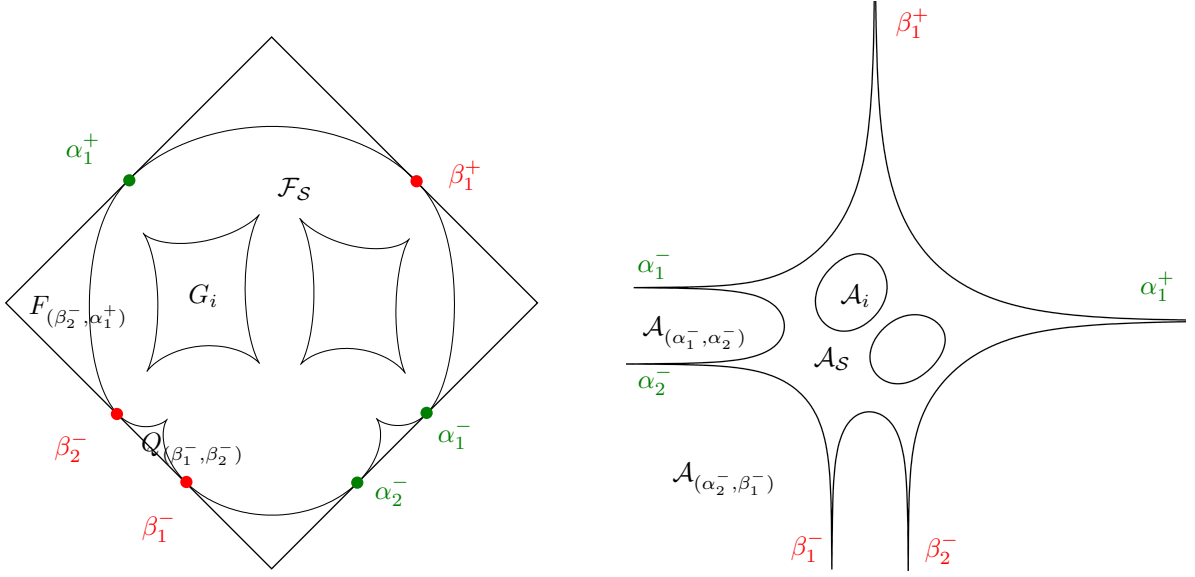 α₁⁺
β₁⁺
ℱ_𝒮
G_i
F_(β₂⁻,α₁⁺)
β₂⁻
Q_(β₁⁻,β₂⁻)
α₁⁻
β₁⁻
α₂⁻
β₁⁺
α₁⁻
α₁⁺
𝒜_i
𝒜_(α₁⁻,α₂⁻)
𝒜_𝒮
α₂⁻
𝒜_(α₂⁻,β₁⁻)
β₁⁻
β₂⁻